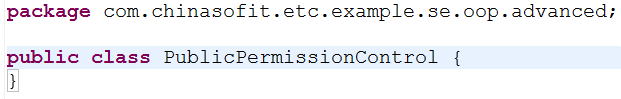 package com.chinasofit.etc.example.se.oop.advanced;
public class PublicPermissionControl {
}